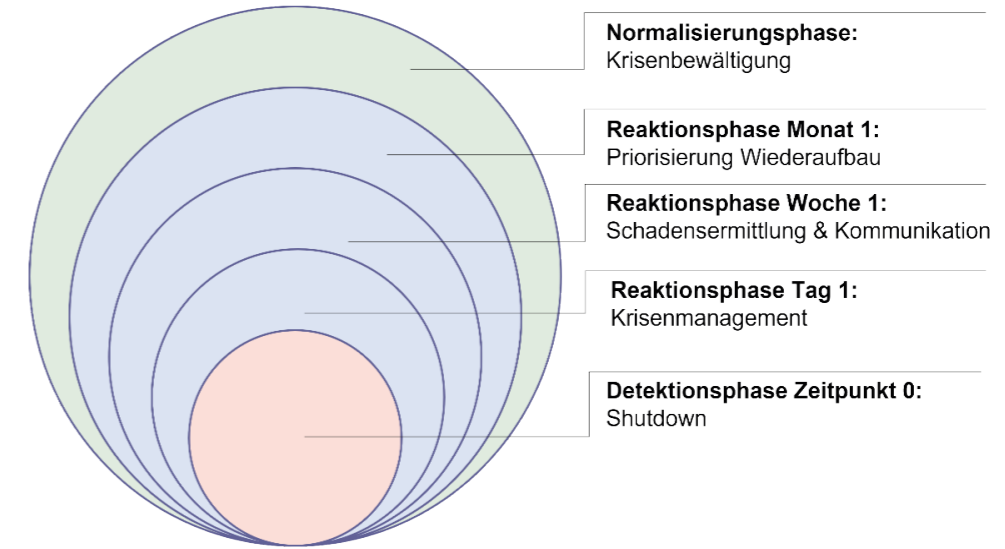 Normalisierungsphase:
Krisenbewältigung
Reaktionsphase Monat 1:
Priorisierung Wiederaufbau
Reaktionsphase Woche 1:
Schadensermittlung & Kommunikation
Reaktionsphase Tag 1:
Krisenmanagement
Detektionsphase Zeitpunkt 0:
Shutdown